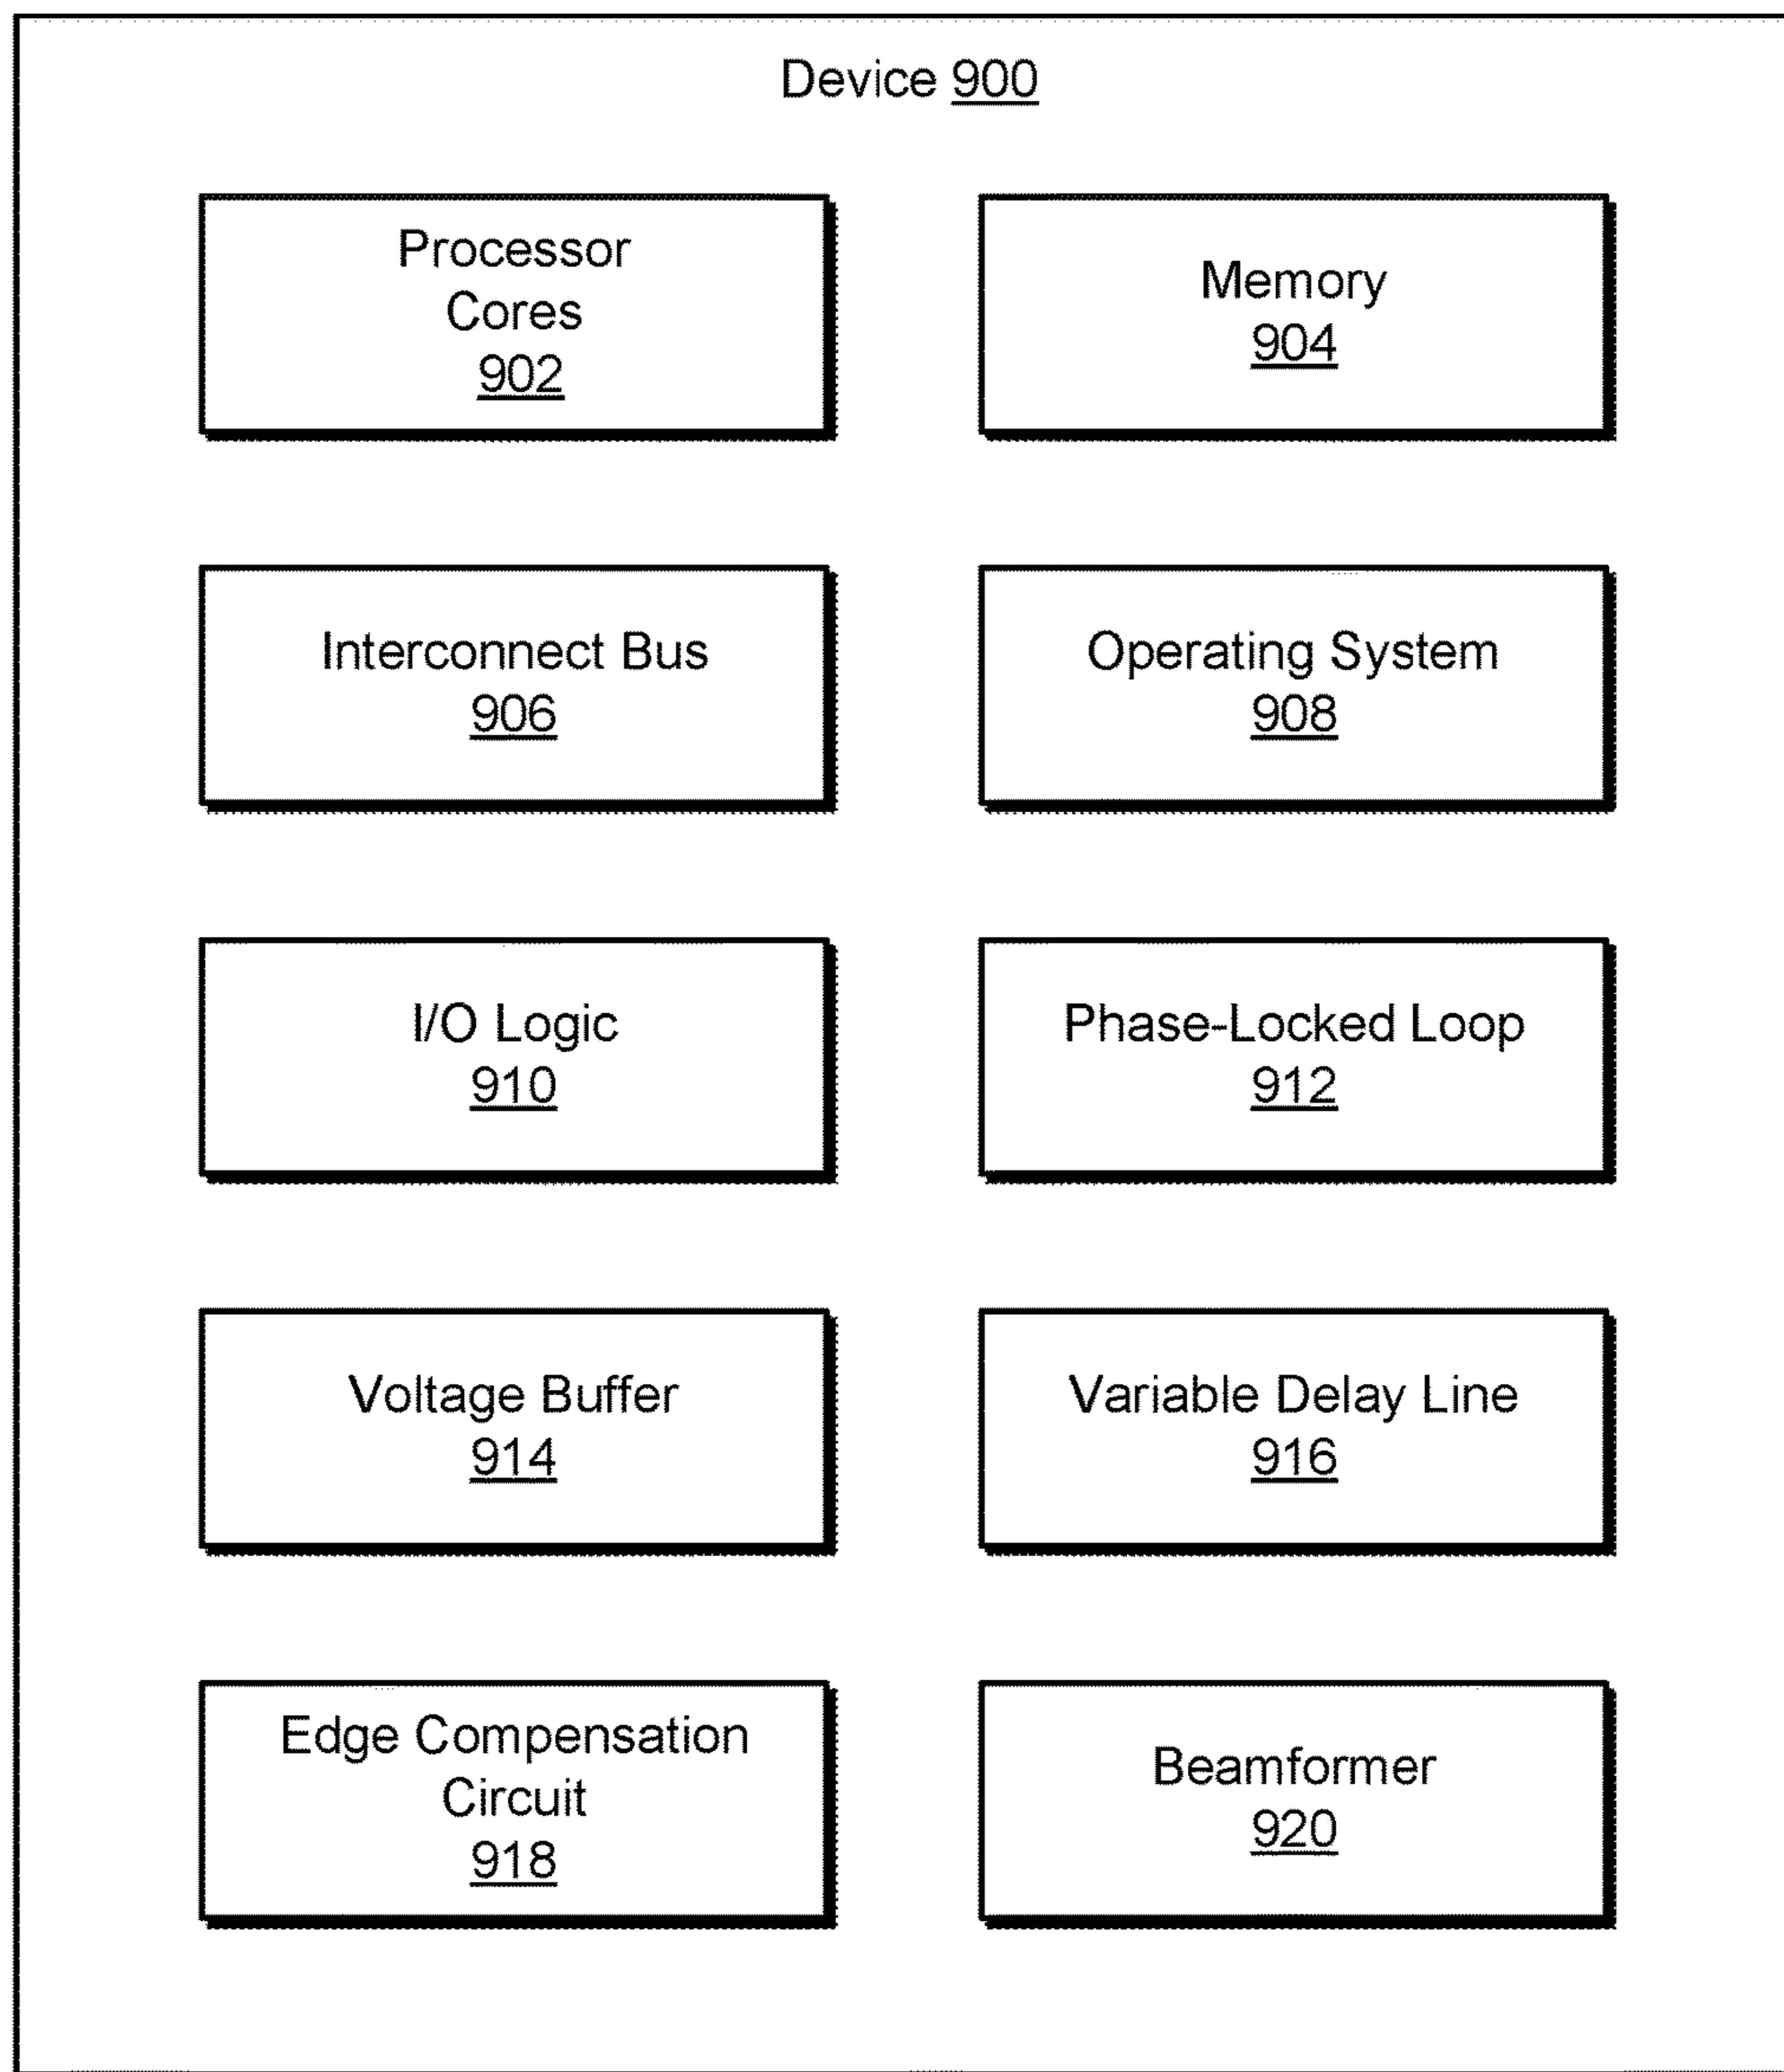 Device 900
Processor
Cores
902
Memory
904
Interconnect Bus
906
Operating System
908
I/O Logic
910
Phase-Locked Loop
912
Voltage Buffer
914
Variable Delay Line
916
Edge Compensation
Circuit
918
Beamformer
920